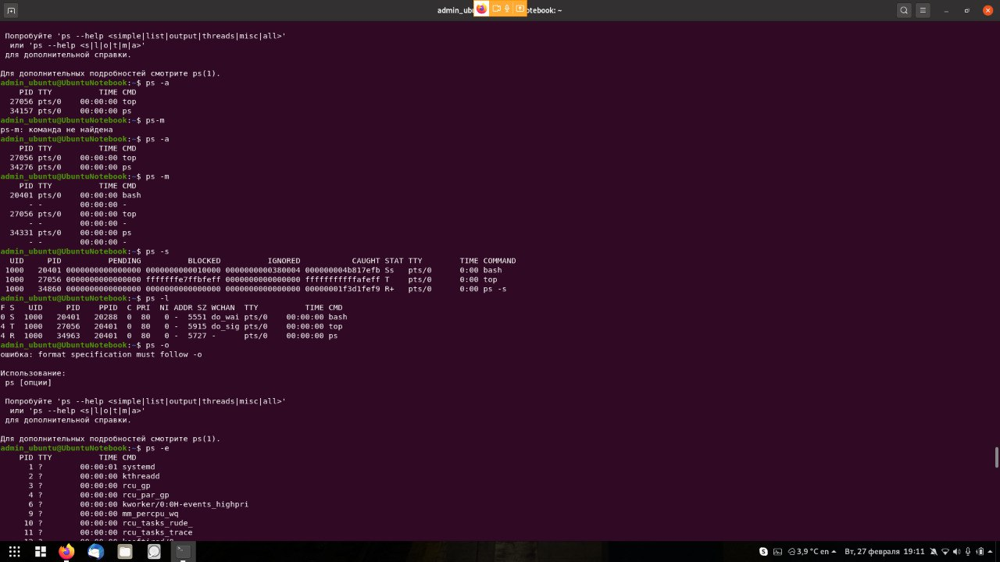 admin_ub otebook: ~
Попробуйте 'ps --help <simple|list|output|threads|misc|all>'
или 'ps --help <s|l|o|t|m|a>'
для дополнительной справки.
Для дополнительных подробностей смотрите ps(1).
admin_ubuntu@UbuntuNotebook:~$ ps -a
PID TTY          TIME CMD
27056 pts/0    00:00:00 top
34157 pts/0    00:00:00 ps
admin_ubuntu@UbuntuNotebook:~$ ps-m
ps-m: команда не найдена
admin_ubuntu@UbuntuNotebook:~$ ps -a
PID TTY          TIME CMD
27056 pts/0    00:00:00 top
34276 pts/0    00:00:00 ps
admin_ubuntu@UbuntuNotebook:~$ ps -m
PID TTY          TIME CMD
20401 pts/0    00:00:00 bash
- -        00:00:00 -
27056 pts/0    00:00:00 top
- -        00:00:00 -
34331 pts/0    00:00:00 ps
- -        00:00:00 -
admin_ubuntu@UbuntuNotebook:~$ ps -s
UID     PID          PENDING          BLOCKED          IGNORED           CAUGHT STAT TTY        TIME COMMAND
1000   20401 0000000000000000 0000000000010000 0000000000380004 000000004b817efb Ss   pts/0      0:00 bash
1000   27056 0000000000000000 fffffffe7ffbfeff 0000000000000000 fffffffffffafeff T    pts/0      0:00 top
1000   34860 0000000000000000 0000000000000000 0000000000000000 00000001f3d1fef9 R+   pts/0      0:00 ps -s
admin_ubuntu@UbuntuNotebook:~$ ps -l
F S   UID     PID    PPID  C PRI  NI ADDR SZ WCHAN  TTY          TIME CMD
0 S  1000   20401   20288  0  80   0 -  5551 do_wai pts/0    00:00:00 bash
4 T  1000   27056   20401  0  80   0 -  5915 do_sig pts/0    00:00:00 top
4 R  1000   34963   20401  0  80   0 -  5727 -      pts/0    00:00:00 ps
admin_ubuntu@UbuntuNotebook:~$ ps -o
ошибка: format specification must follow -o
Использование:
ps [опции]
Попробуйте 'ps --help <simple|list|output|threads|misc|all>'
или 'ps --help <s|l|o|t|m|a>'
для дополнительной справки.
Для дополнительных подробностей смотрите ps(1).
admin_ubuntu@UbuntuNotebook:~$ ps -e
PID TTY          TIME CMD
1 ?        00:00:01 systemd
2 ?        00:00:00 kthreadd
3 ?        00:00:00 rcu_gp
4 ?        00:00:00 rcu_par_gp
6 ?        00:00:00 kworker/0:0H-events_highpri
9 ?        00:00:00 mm_percpu_wq
10 ?        00:00:00 rcu_tasks_rude_
11 ?        00:00:00 rcu_tasks_trace
3,9 °C en Вт, 27 февраля 19:11